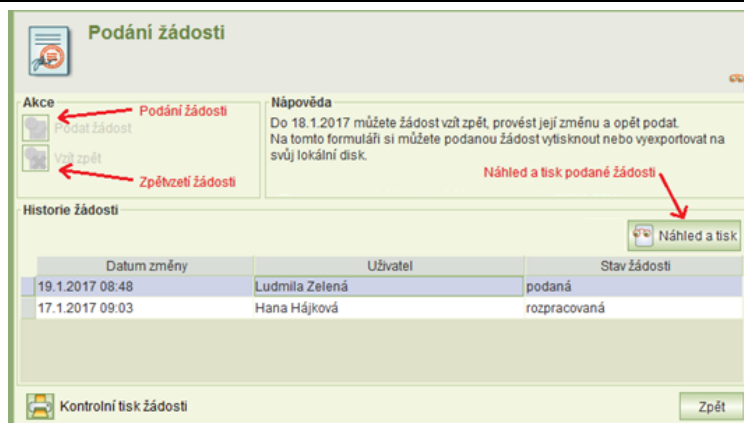 Podání žádosti
Akce
Podat žádost
Podání žádosti
Vzít zpět
Zpětvzetí žádosti
Nápověda
Do 18.1.2017 můžete žádost vzít zpět, provést její změnu a opět podat.
Na tomto formuláři si můžete podanou žádost vytisknout nebo vyexportovat na
svůj lokální disk.
Náhled a tisk podané žádosti
Historie žádosti
Náhled a tisk
Datum změny Uživatel Stav žádosti
19.1.2017 08:48 Ludmila Zelená podaná
17.1.2017 09:03 Hana Hájková rozpracovaná
Kontrolní tisk žádosti
Zpět